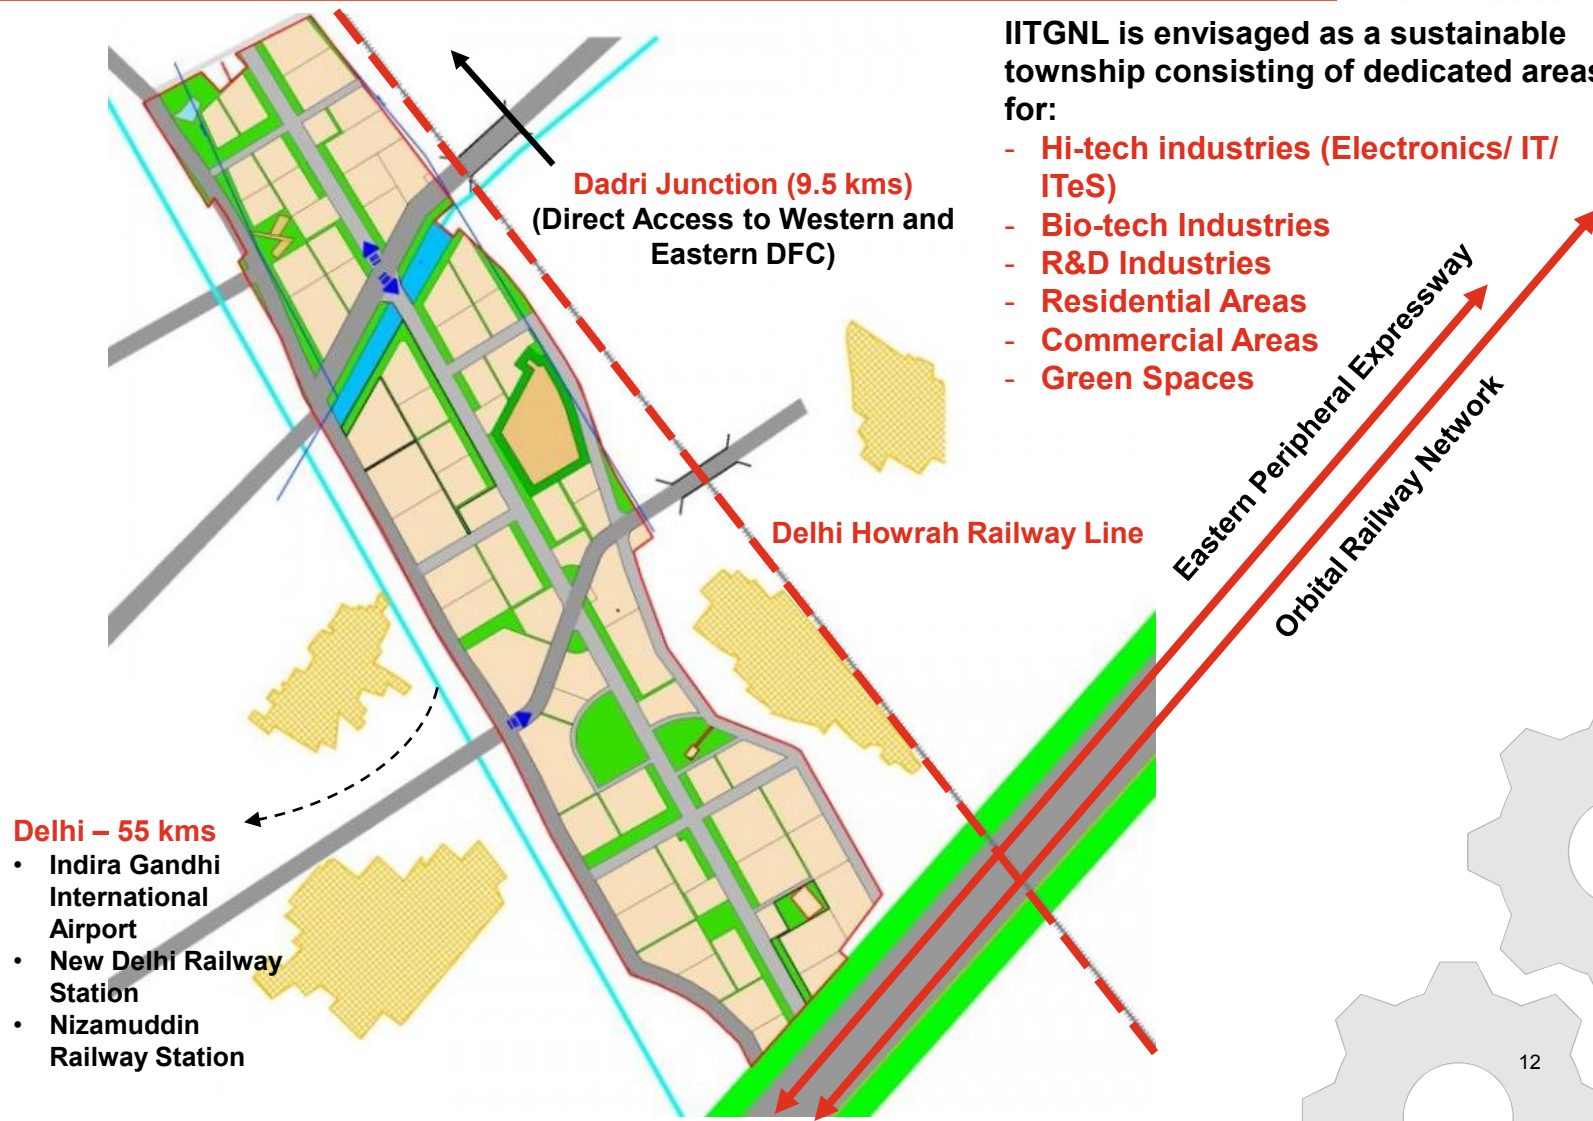 IITGNL is envisaged as a sustainable
township consisting of dedicated areas
for:
- Hi-tech industries (Electronics/ IT/
ITeS)
- Bio-tech Industries
- R&D Industries
- Residential Areas
- Commercial Areas
- Green Spaces
Dadri Junction (9.5 kms)
(Direct Access to Western and
Eastern DFC)
Eastern Peripheral Expressway
Orbital Railway Network
Delhi Howrah Railway Line
Delhi – 55 kms
• Indira Gandhi
International
Airport
• New Delhi Railway
Station
• Nizamuddin
Railway Station
12